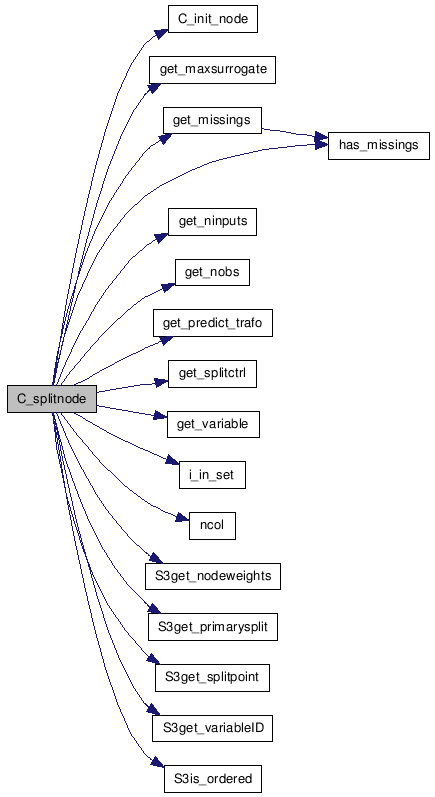 C_init_node
get_maxsurrogate
get_missings
has_missings
get_ninputs
get_nobs
get_predict_trafo
get_splitctrl
C_splitnode
get_variable
i_in_set
ncol
S3get_nodeweights
S3get_primarysplit
S3get_splitpoint
S3get_variableID
S3is_ordered